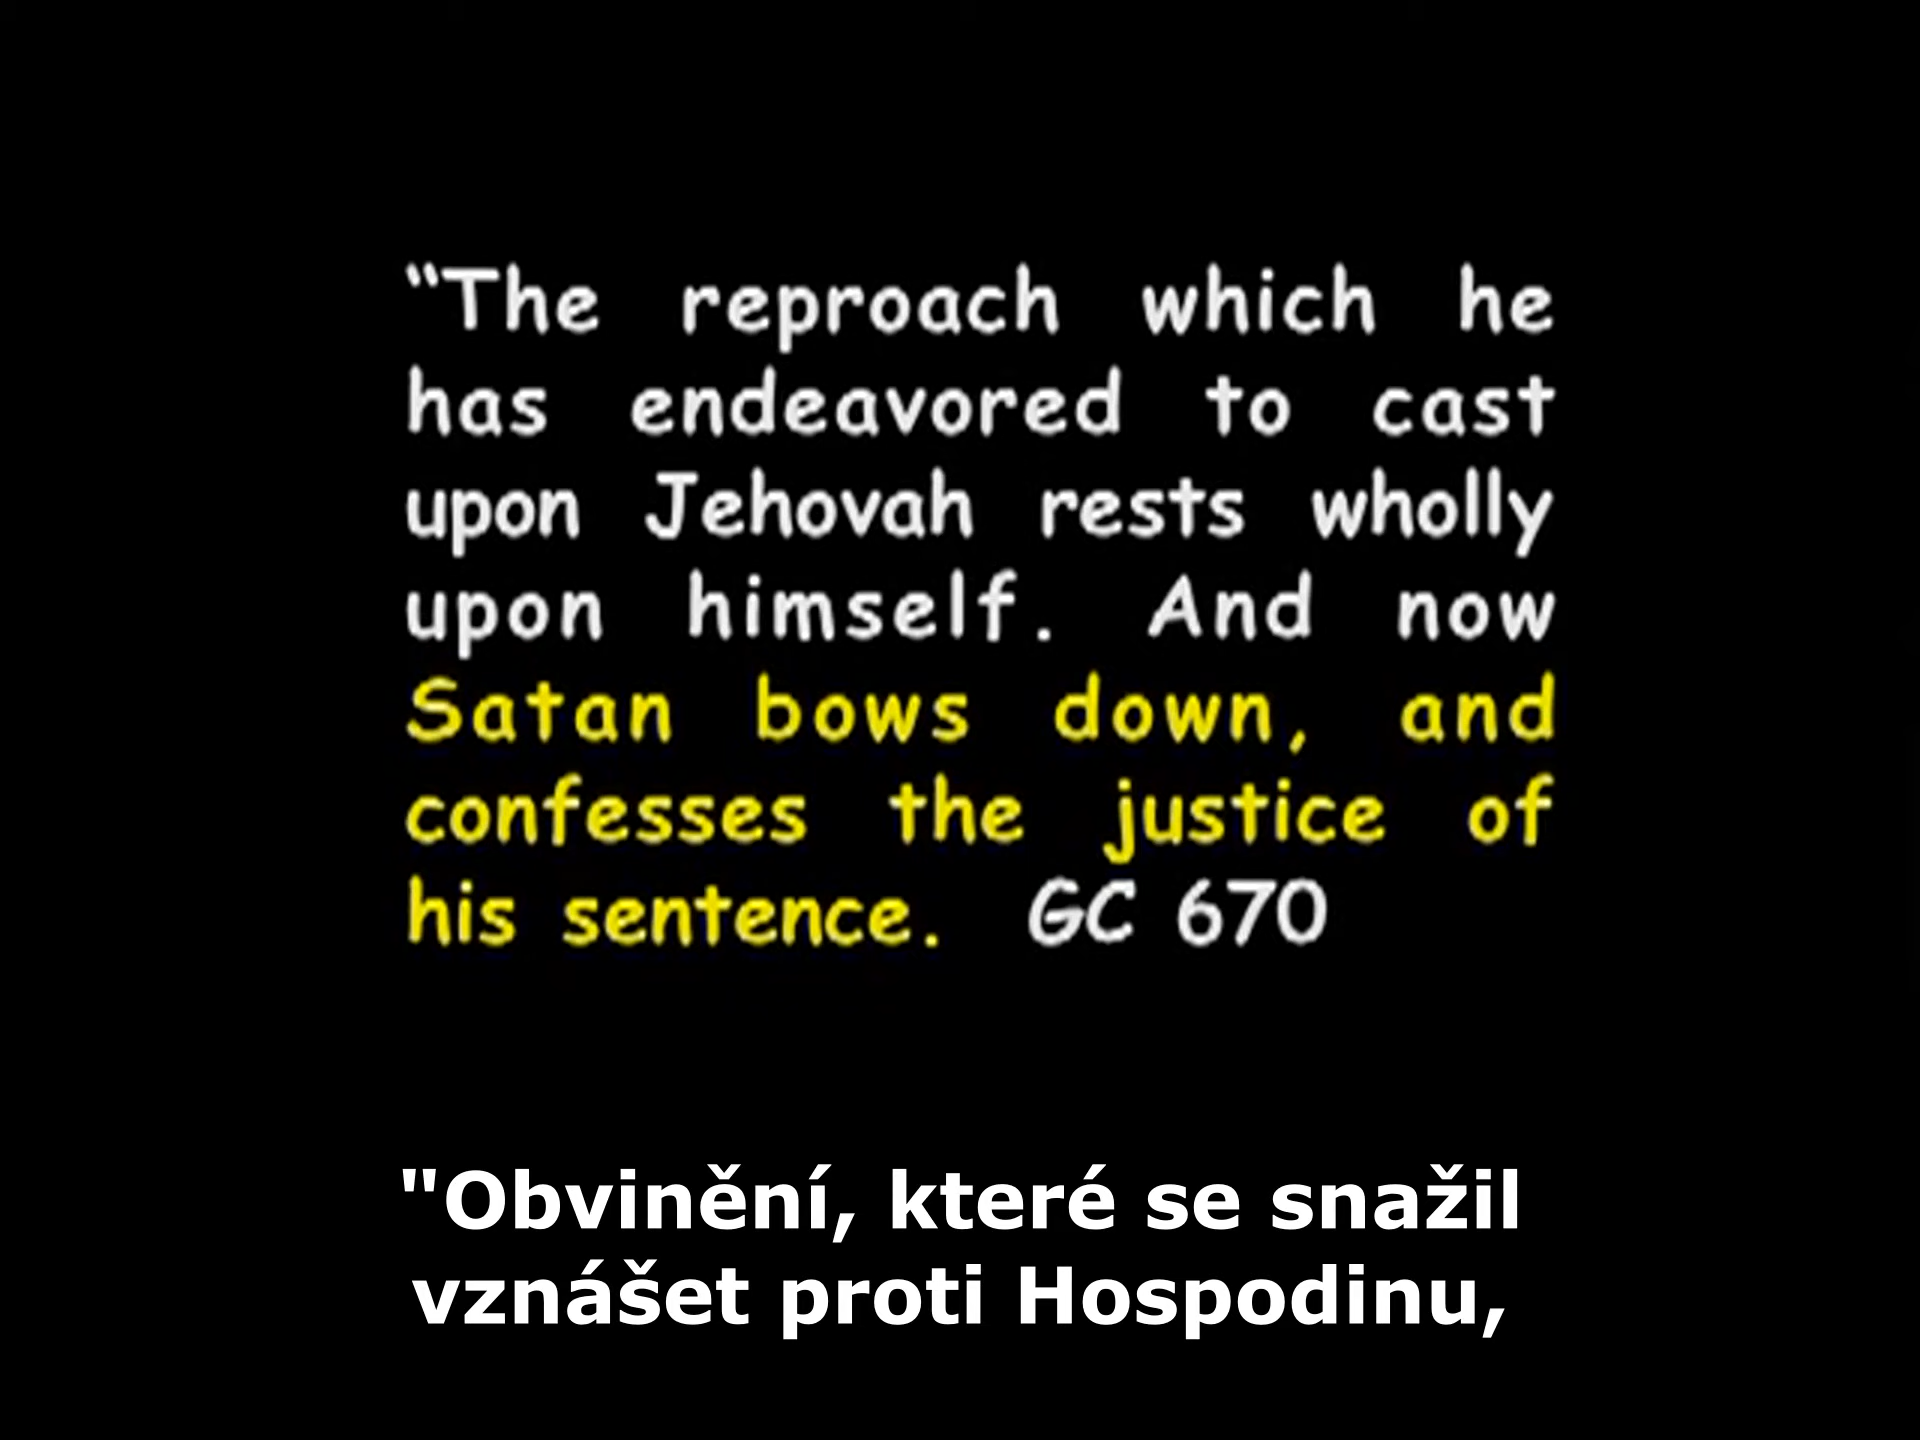 “The reproach which he
has endeavored to cast
upon Jehovah rests wholly
upon himself. And now
Satan bows down, and
confesses the justice of
his sentence. GC 670
"Obvinění, které se snažil
vznášet proti Hospodinu,